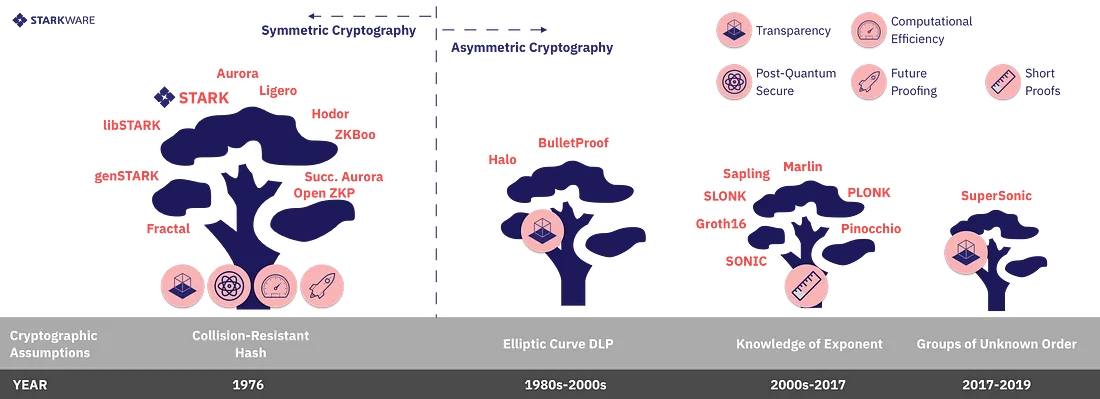 STARKWARE
Symmetric Cryptography
Asymmetric Cryptography
Transparency
Computational
Efficiency
Post-Quantum
Secure
Future
Proofing
Short
Proofs
Aurora
Ligero
STARK
Hodor
libSTARK
ZKBoo
genSTARK
Succ. Aurora
Open ZKP
Fractal
BulletProof
Halo
Marlin
Sapling
SLONK
PLONK
Groth16
Pinocchio
SONIC
SuperSonic
Cryptographic
Assumptions
Collision-Resistant
Hash
Elliptic Curve DLP
Knowledge of Exponent
Groups of Unknown Order
YEAR
1976
1980s-2000s
2000s-2017
2017-2019